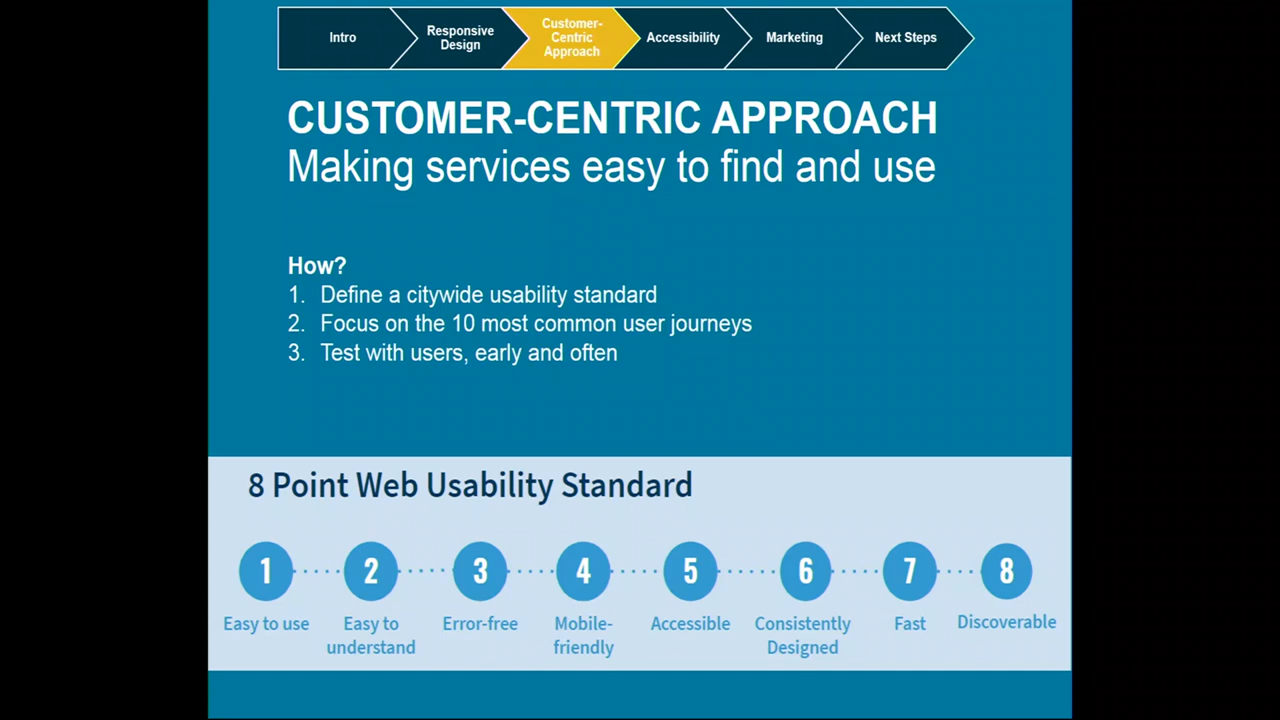 Intro
Responsive
Design
Customer-
Centric
Approach
Accessibility
Marketing
Next Steps
CUSTOMER-CENTRIC APPROACH
Making services easy to find and use
How?
1. Define a citywide usability standard
2. Focus on the 10 most common user journeys
3. Test with users, early and often
8 Point Web Usability Standard
1
2
3
4
5
6
7
8
Easy to use
Easy to
understand
Error-free
Mobile-
friendly
Accessible
Consistently
Designed
Fast
Discoverable